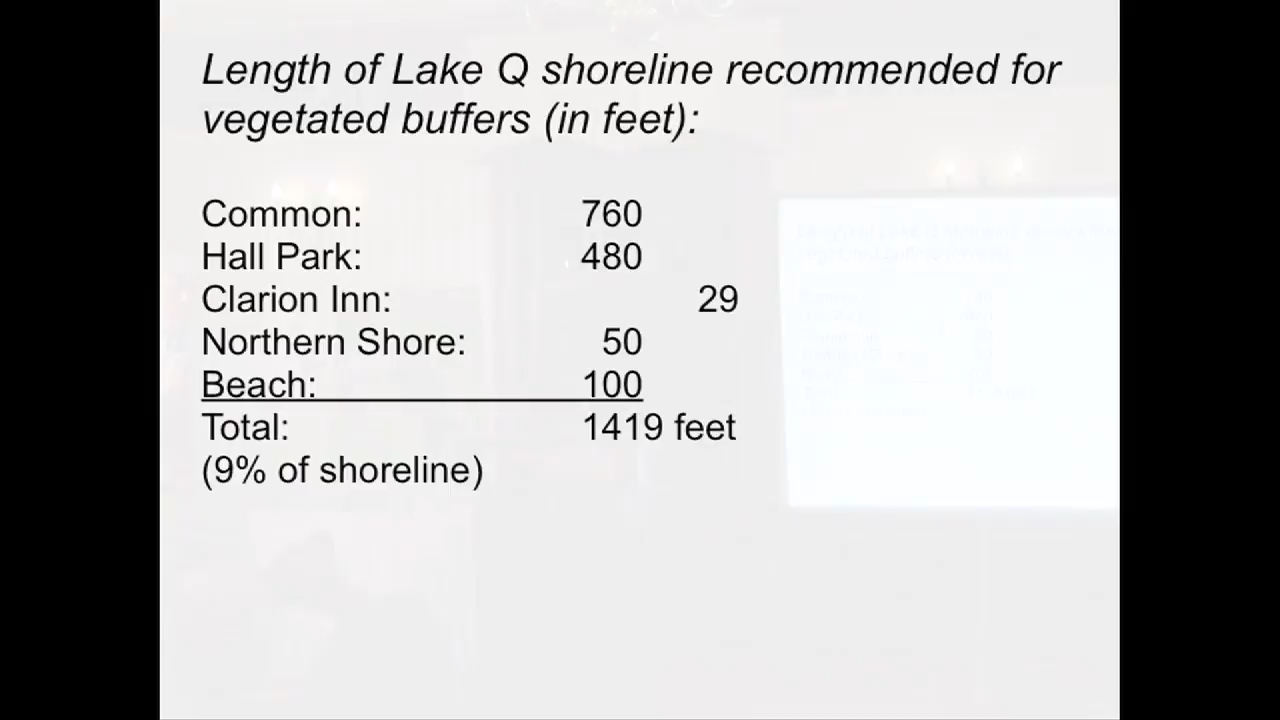 Length of Lake Q shoreline recommended for
vegetated buffers (in feet):
Common: 760
Hall Park: 480
Clarion Inn: 29
Northern Shore: 50
Beach: 100
Total: 1419 feet
(9% of shoreline)